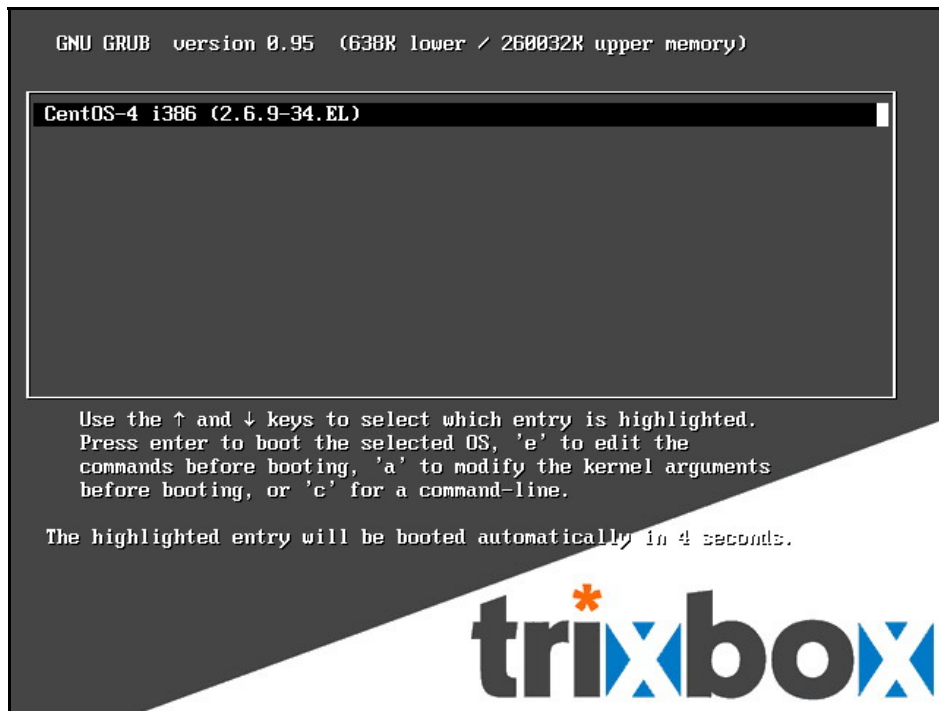 GNU GRUB version 0.95 (638K lower / 260032K upper memory)
CentOS-4 i386 (2.6.9-34.EL)
Use the ↑ and ↓ keys to select which entry is highlighted.
Press enter to boot the selected OS, 'e' to edit the
commands before booting, 'a' to modify the kernel arguments
before booting, or 'c' for a command-line.
The highlighted entry will be booted automatically in 4 seconds.
trixbox